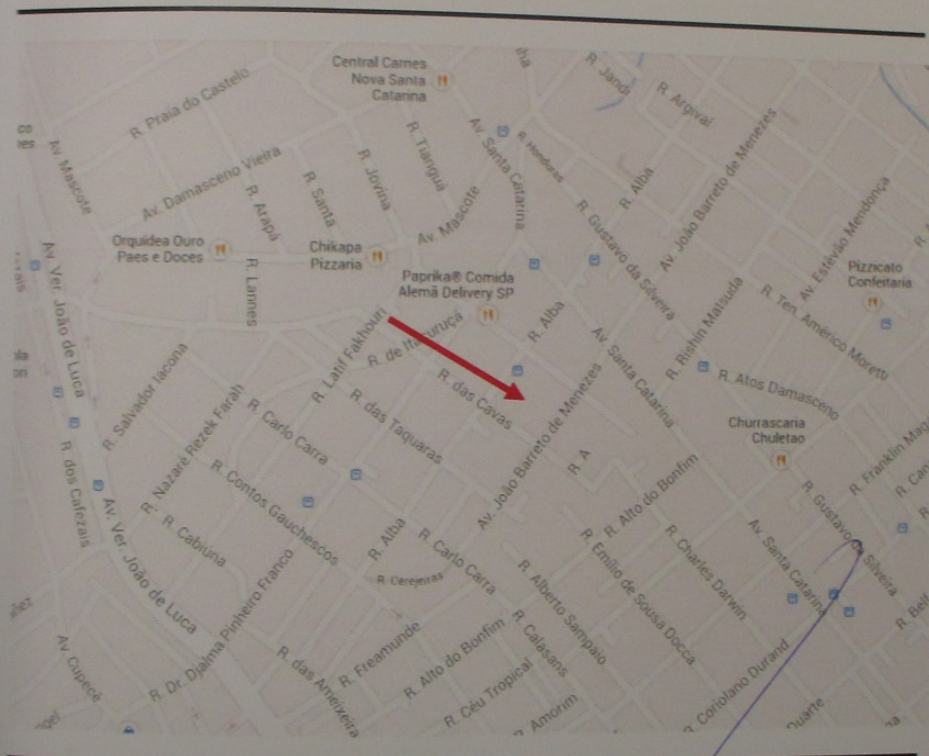 Central Carnes
Nova Santa
Catarina
R. Jandi
R. Argival
R. Praia do Castelo
Av. Mascote
Av. Damasceno Vieira
R. Arapá
R. Santa
R. Jovina
R. Tianguá
Av. Santa Catarina
R. Honduras
R. Alba
Av. João Barreto de Menezes
Av. Mascote
R. Gustavo da Silveira
Av. Estêvão Mendonça
Orquídea Ouro
Paes e Doces
Chikapa
Pizzaria
Paprika® Comida
Alemã Delivery SP
Pizzicato
Confeitaria
Av. Ver. João de Luca
R. Lannes
R. Latif Fakhouri
R. de Itacuruçá
R. Alba
R. Rishin Matsuda
R. Ten. Américo Moretti
Av. Santa Catarina
R. Atos Damasceno
R. Salvador Iacona
R. Nazaré Rezek Farah
R. Carlo Carra
R. das Taquaras
R. das Cavas
Av. João Barreto de Menezes
R. A
Churrascaria
Chuletao
R. dos Cafezais
R. Contos Gauchescos
R. Alto do Bonfim
R. Gustavo da Silveira
R. Franklin Mag
R. Cabiúna
R. Alba
R. Carlo Carra
R. Cerejeiras
R. Emílio de Sousa Docca
R. Charles Darwin
Av. Santa Catarina
Av. Ver. João de Luca
R. Dr. Djalma Pinheiro Franco
R. Alberto Sampaio
R. Calasans
Av. Cupecê
R. das Ameixeira
R. Freamunde
R. Alto do Bonfim
R. Céu Tropical
R. Coriolano Durand
Amorim
Duarte